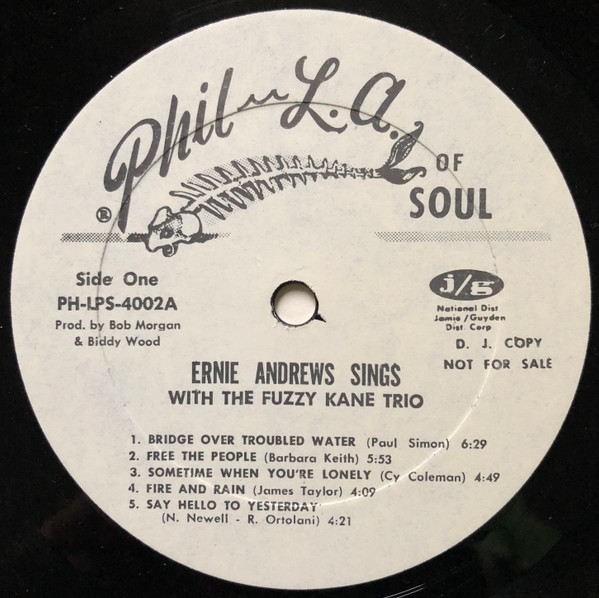 Phil-L.A.
OF
SOUL
®
Side One
PH-LPS-4002A
Prod. by Bob Morgan
& Biddy Wood
j/g
National Dist
Jamie/Guyden
Dist Corp
D. J. COPY
NOT FOR SALE
ERNIE ANDREWS SINGS
WITH THE FUZZY KANE TRIO
1. BRIDGE OVER TROUBLED WATER (Paul Simon) 6:29
2. FREE THE PEOPLE (Barbara Keith) 5:53
3. SOMETIME WHEN YOU'RE LONELY (Cy Coleman) 4:49
4. FIRE AND RAIN (James Taylor) 4:09
5. SAY HELLO TO YESTERDAY
(N. Newell - R. Ortolani) 4:21